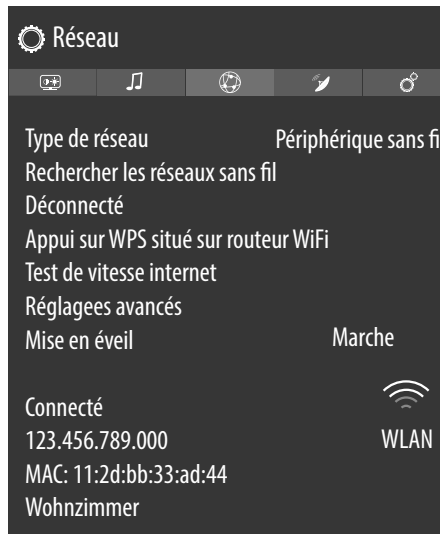 Réseau
Type de réseau Périphérique sans fi
Rechercher les réseaux sans fil
Déconnecté
Appui sur WPS situé sur routeur WiFi
Test de vitesse internet
Réglagees avancés
Mise en éveil Marche
Connecté
123.456.789.000 WLAN
MAC: 11:2d:bb:33:ad:44
Wohnzimmer